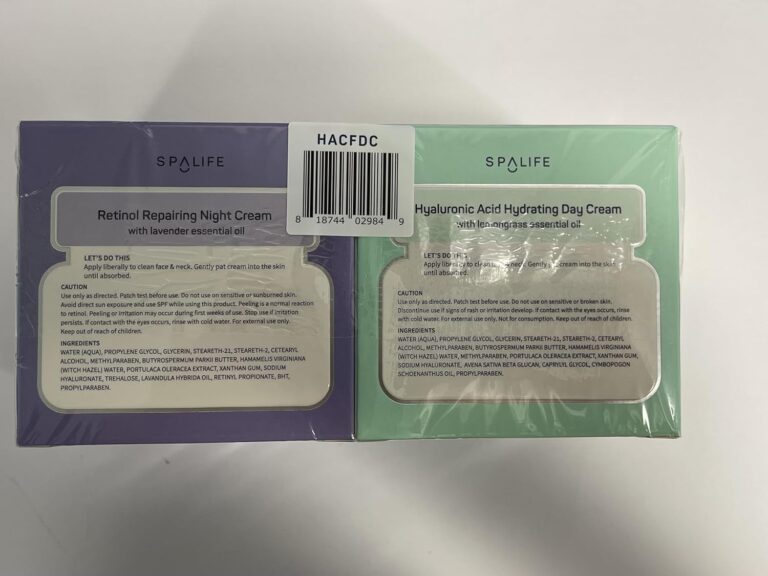 SPALIFE
Retinol Repairing Night Cream
with lavender essential oil
LET'S DO THIS
Apply liberally to clean face & neck. Gently pat cream into the skin
until absorbed.
CAUTION
Use only as directed. Patch test before use. Do not use on sensitive or sunburned skin.
Avoid direct sun exposure and use SPF while using this product. Peeling is a normal reaction
to retinol. Peeling or irritation may occur during first weeks of use. Stop use if irritation
persists. If contact with the eyes occurs, rinse with cold water. For external use only.
Keep out of reach of children.
INGREDIENTS
WATER (AQUA), PROPYLENE GLYCOL, GLYCERIN, STEARETH-21, STEARETH-2, CETEARYL
ALCOHOL, METHYLPARABEN, BUTYROSPERMUM PARKII BUTTER, HAMAMELIS VIRGINIANA
(WITCH HAZEL) WATER, PORTULACA OLERACEA EXTRACT, XANTHAN GUM, SODIUM
HYALURONATE, TREHALOSE, LAVANDULA HYBRIDA OIL, RETINYL PROPIONATE, BHT,
PROPYLPARABEN.
HACFDC
8 18744 02984 9
SPALIFE
Hyaluronic Acid Hydrating Day Cream
with lemongrass essential oil
LET'S DO THIS
Apply liberally to clean & neck. Gently pat cream into the skin
until absorbed.
CAUTION
Use only as directed. Patch test before use. Do not use on sensitive or broken skin.
Discontinue use if signs of rash or irritation develop. If contact with the eyes occurs, rinse
with cold water. For external use only. Not for consumption. Keep out of reach of children.
INGREDIENTS
WATER (AQUA), PROPYLENE GLYCOL, GLYCERIN, STEARETH-21, STEARETH-2, CETEARYL
ALCOHOL, METHYLPARABEN, BUTYROSPERMUM PARKII BUTTER, HAMAMELIS VIRGINIANA
(WITCH HAZEL) WATER, METHYLPARABEN, PORTULACA OLERACEA EXTRACT, XANTHAN GUM,
SODIUM HYALURONATE, AVENA SATIVA BETA GLUCAN, CAPRYLYL GLYCOL, CYMBOPOGON
SCHOENANTHUS OIL, PROPYLPARABEN.